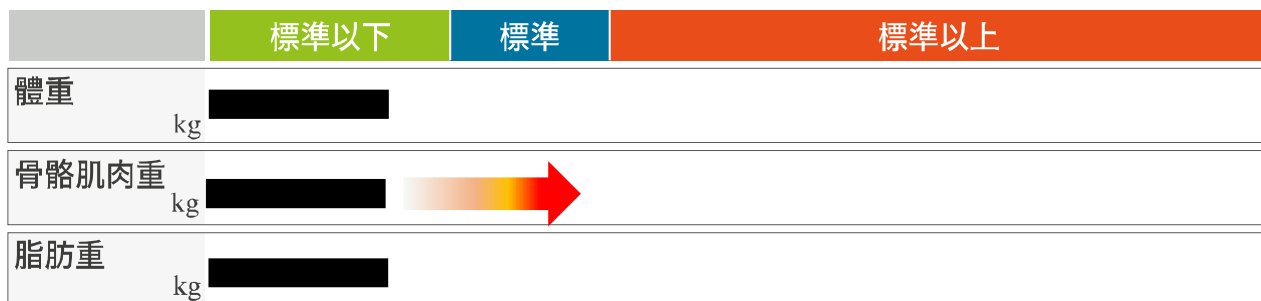 標準以下 標準 標準以上
體重
kg
骨骼肌肉重
kg
脂肪重
kg